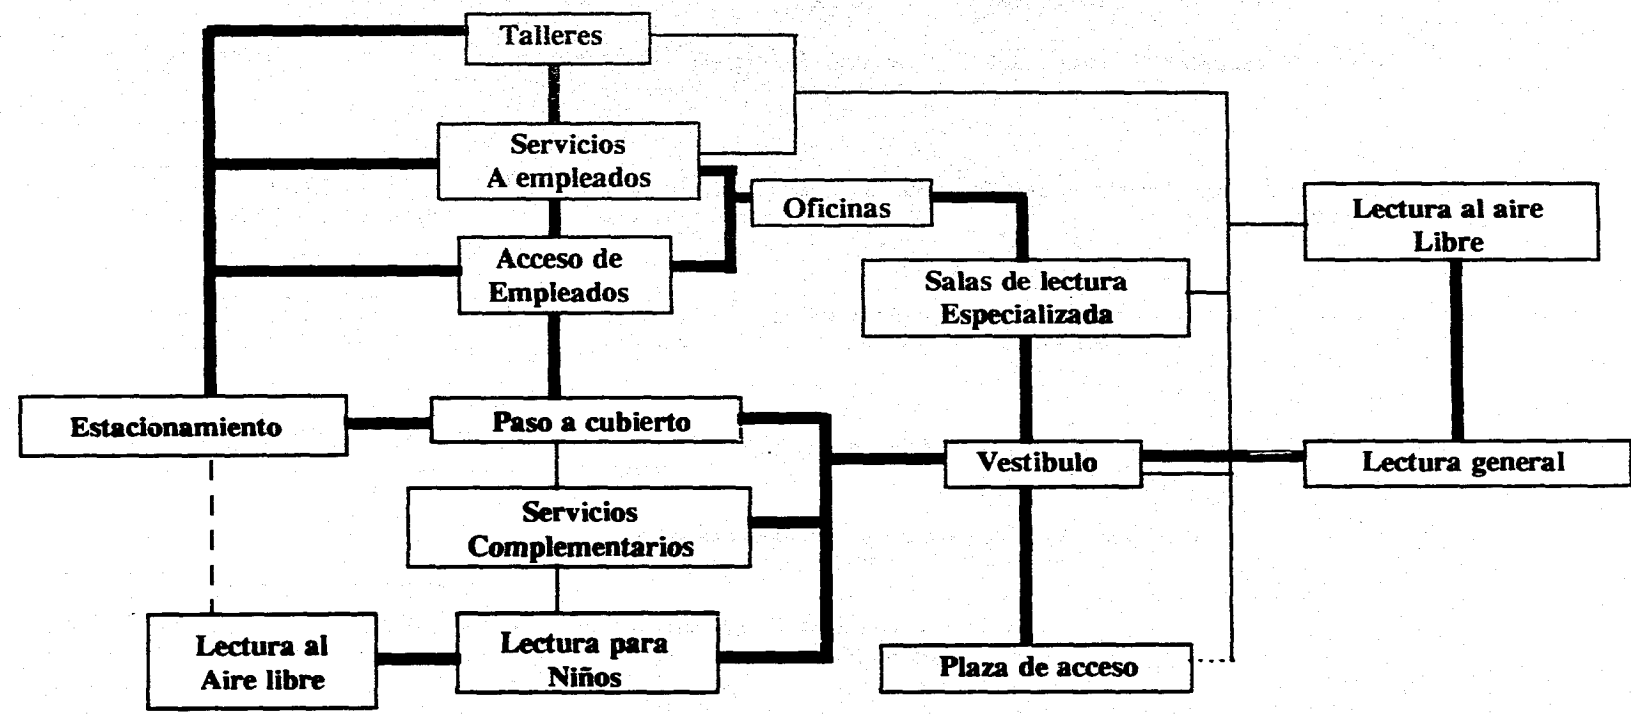 Talleres
Servicios
A empleados
Oficinas
Lectura al aire
Libre
Acceso de
Empleados
Salas de lectura
Especializada
Estacionamiento
Paso a cubierto
Vestibulo
Lectura general
Servicios
Complementarios
Lectura al
Aire libre
Lectura para
Niños
Plaza de acceso